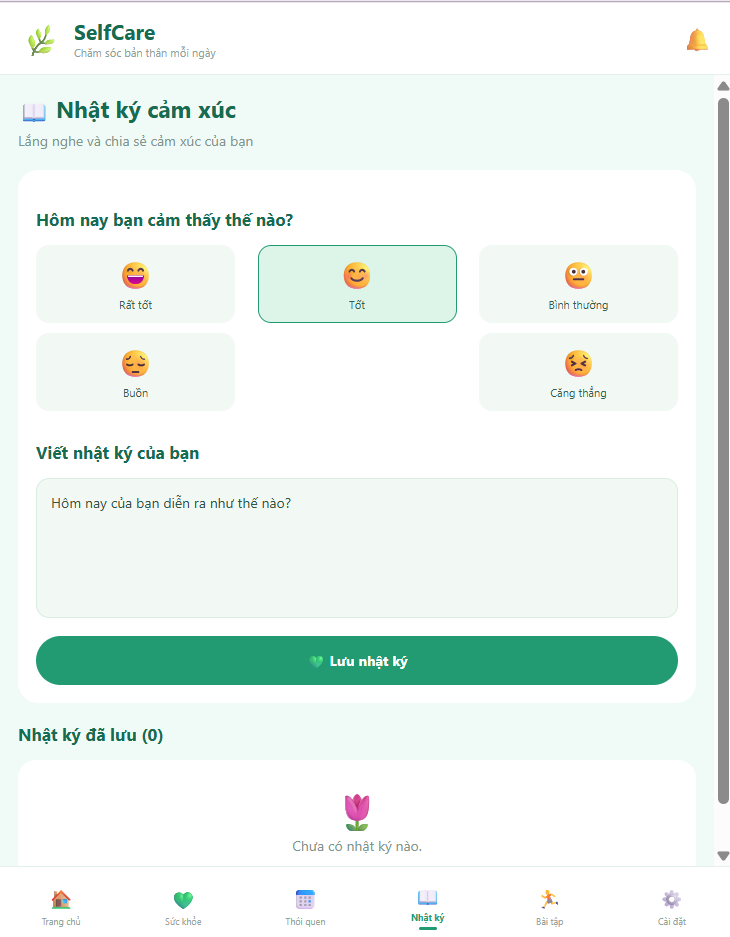 SelfCare
Chăm sóc bản thân mỗi ngày
Nhật ký cảm xúc
Lắng nghe và chia sẻ cảm xúc của bạn
Hôm nay bạn cảm thấy thế nào?
Rất tốt
Tốt
Bình thường
Buồn
Căng thẳng
Viết nhật ký của bạn
Hôm nay của bạn diễn ra như thế nào?
Lưu nhật ký
Nhật ký đã lưu (0)
Chưa có nhật ký nào.
Trang chủ
Sức khỏe
Thói quen
Nhật ký
Bài tập
Cài đặt